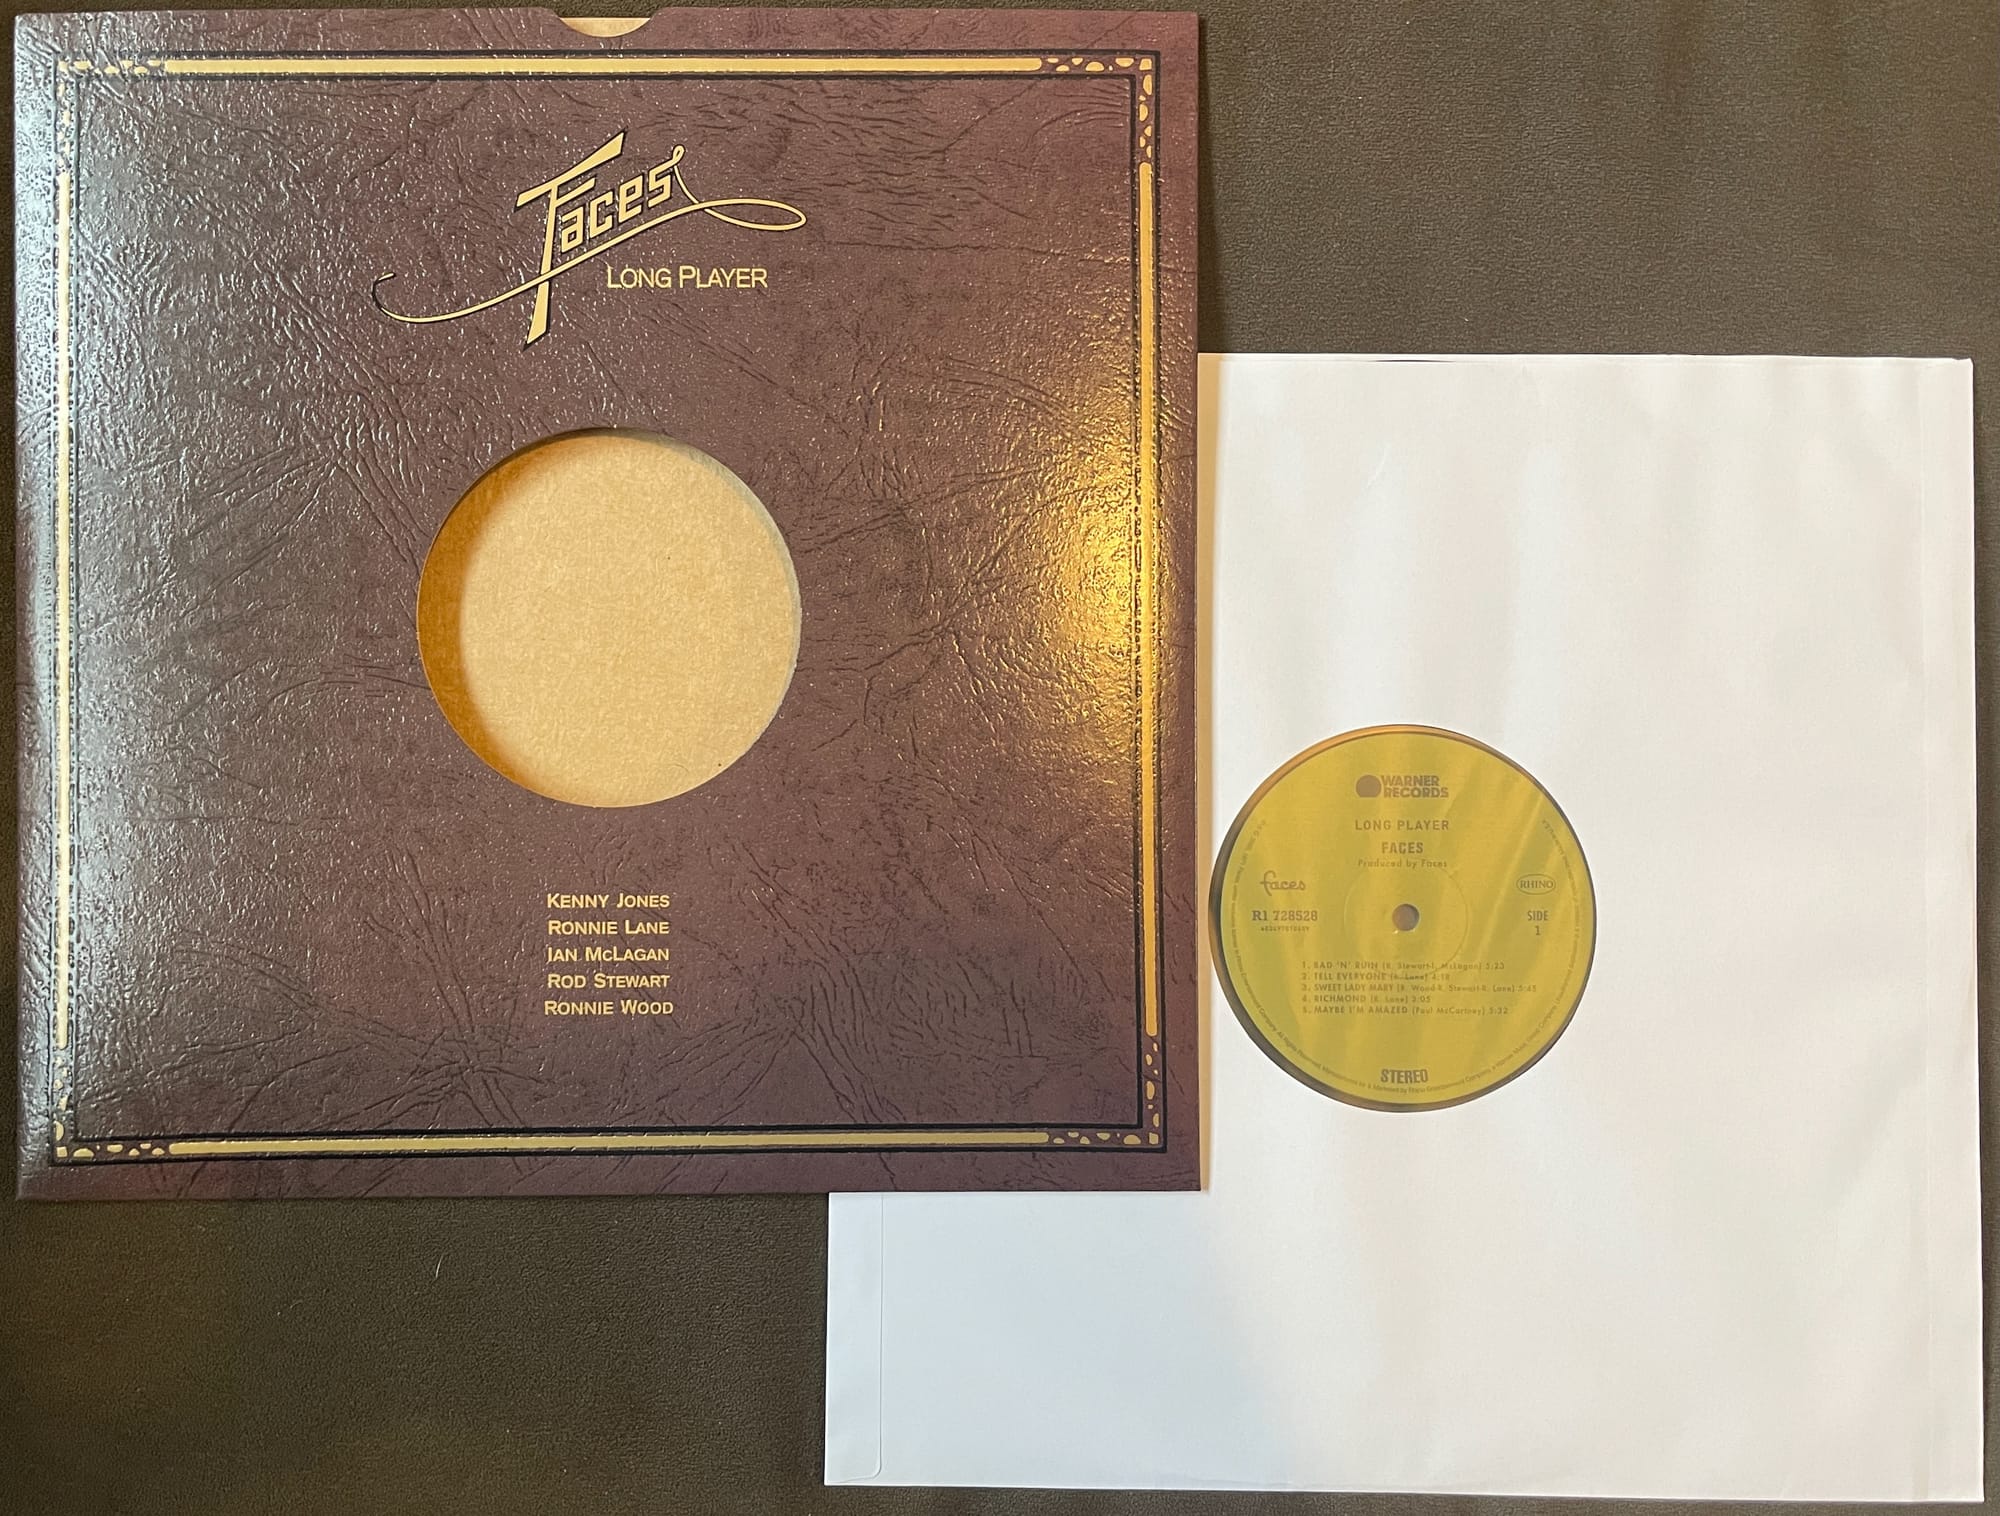 Faces
LONG PLAYER
KENNY JONES
RONNIE LANE
IAN McLAGAN
ROD STEWART
RONNIE WOOD
WARNER
RECORDS
LONG PLAYER
FACES
Produced by Faces
faces
RHINO
R1 728528
SIDE
1
1. BAD 'N' RUIN (R. Stewart-I. McLagan) 5:23
2. TELL EVERYONE (R. Lane) 4:18
3. SWEET LADY MARY (R. Wood-R. Stewart-R. Lane) 5:45
4. RICHMOND (R. Lane) 3:05
5. MAYBE I'M AMAZED (Paul McCartney) 5:32
STEREO